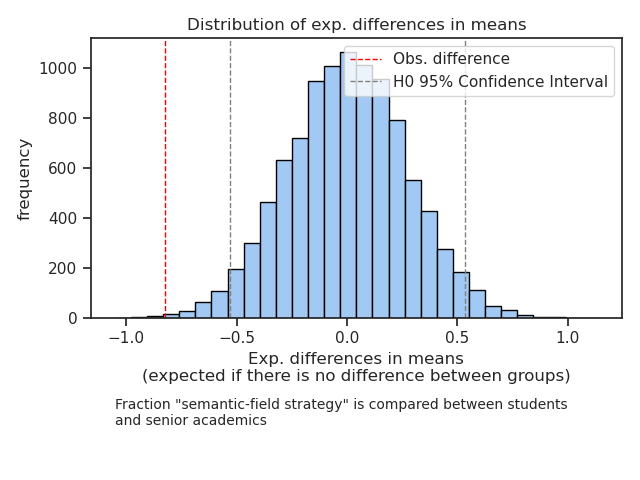 Distribution of exp. differences in means
Obs. difference
H0 95% Confidence Interval
frequency
1000
800
600
400
200
0
−1.0
−0.5
0.0
0.5
1.0
Exp. differences in means
(expected if there is no difference between groups)
Fraction "semantic-field strategy" is compared between students
and senior academics